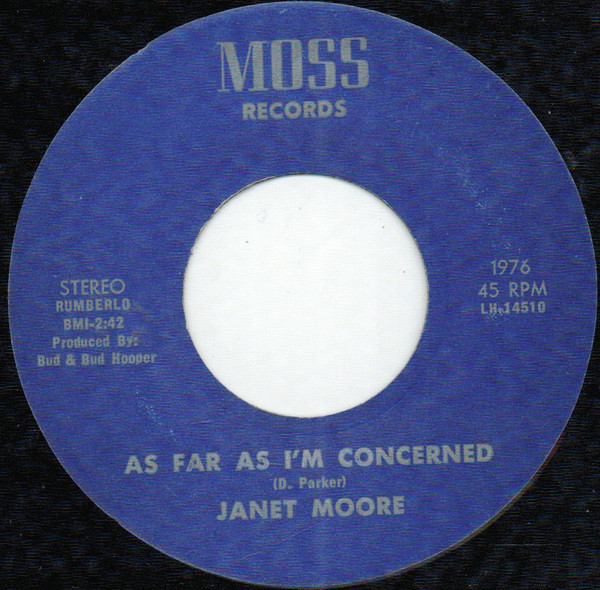 MOSS
RECORDS
STEREO
RUMBERLO
BMI-2:42
Produced By:
Bud & Bud Hooper
1976
45 RPM
LH-14510
AS FAR AS I'M CONCERNED
(D. Parker)
JANET MOORE